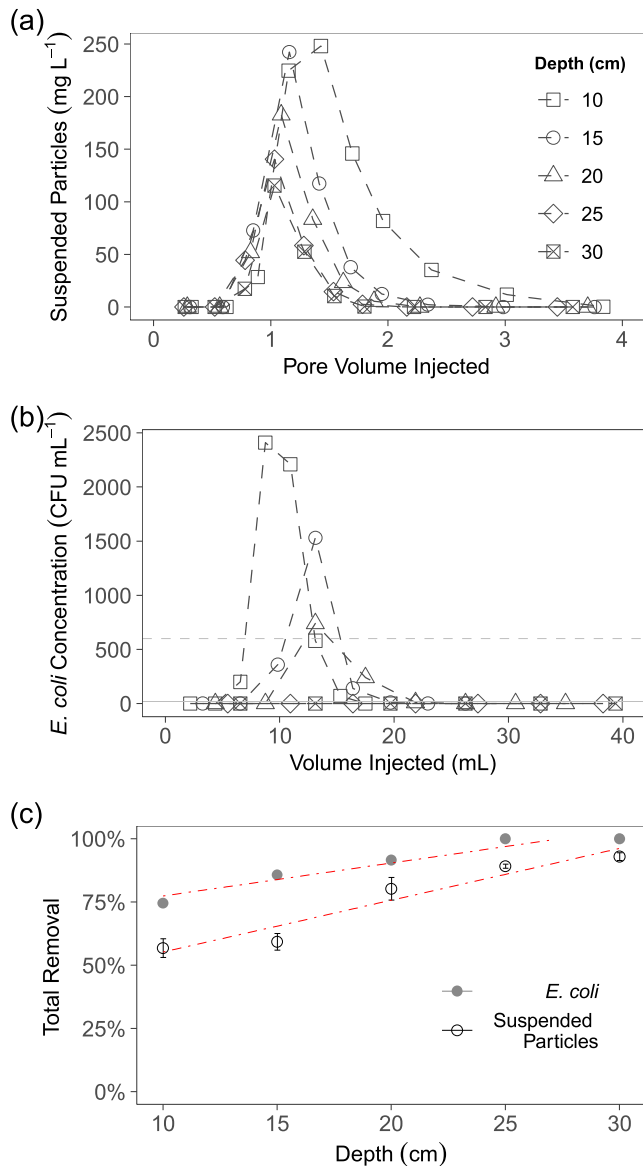 (a)
Suspended Particles (mg L⁻¹)
250
200
150
100
50
0
0 1 2 3 4
Pore Volume Injected
Depth (cm)
10
15
20
25
30
(b)
E. coli Concentration (CFU mL⁻¹)
2500
2000
1500
1000
500
0
0 10 20 30 40
Volume Injected (mL)
(c)
Total Removal
100%
75%
50%
25%
0%
E. coli
Suspended
Particles
10 15 20 25 30
Depth (cm)